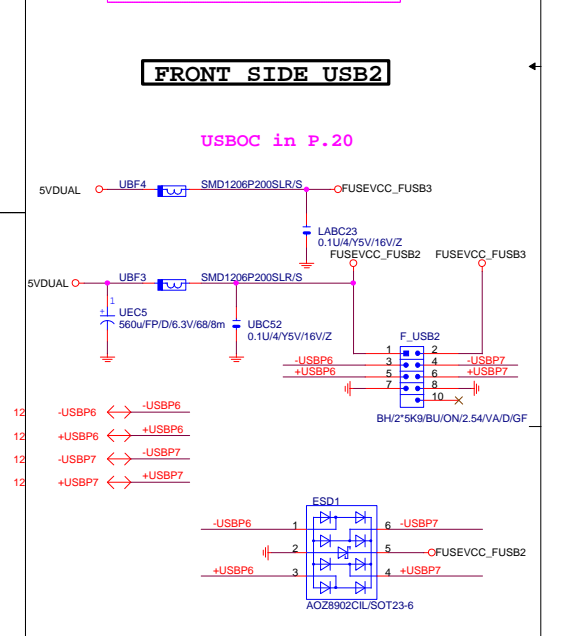 FRONT SIDE USB2
USBOC in P.20
5VDUAL UBF4 SMD1206P200SLR/S FUSEVCC_FUSB3
LABC23
0.1U/4/Y5V/16V/Z
FUSEVCC_FUSB2 FUSEVCC_FUSB3
5VDUAL UBF3 SMD1206P200SLR/S
1
+ UEC5
560u/FP/D/6.3V/68/8m
UBC52
0.1U/4/Y5V/16V/Z
F_USB2
1 2
-USBP6 3 4 -USBP7
+USBP6 5 6 +USBP7
7 8
10
BH/2*5K9/BU/ON/2.54/VA/D/GF
12 -USBP6 -USBP6
12 +USBP6 +USBP6
12 -USBP7 -USBP7
12 +USBP7 +USBP7
ESD1
-USBP6 1 6 -USBP7
2 5 FUSEVCC_FUSB2
+USBP6 3 4 +USBP7
AOZ8902CIL/SOT23-6